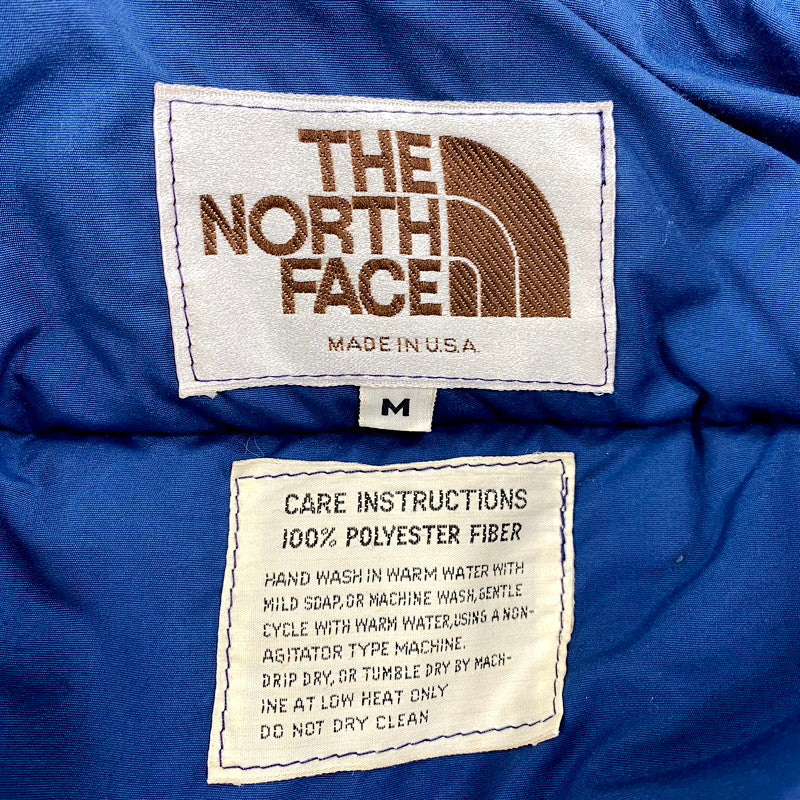 THE
NORTH
FACE
MADE IN U.S.A.
M
CARE INSTRUCTIONS
100% POLYESTER FIBER
HAND WASH IN WARM WATER WITH
MILD SOAP, OR MACHINE WASH, GENTLE
CYCLE WITH WARM WATER, USING A NON-
AGITATOR TYPE MACHINE.
DRIP DRY, OR TUMBLE DRY BY MACH-
INE AT LOW HEAT ONLY
DO NOT DRY CLEAN